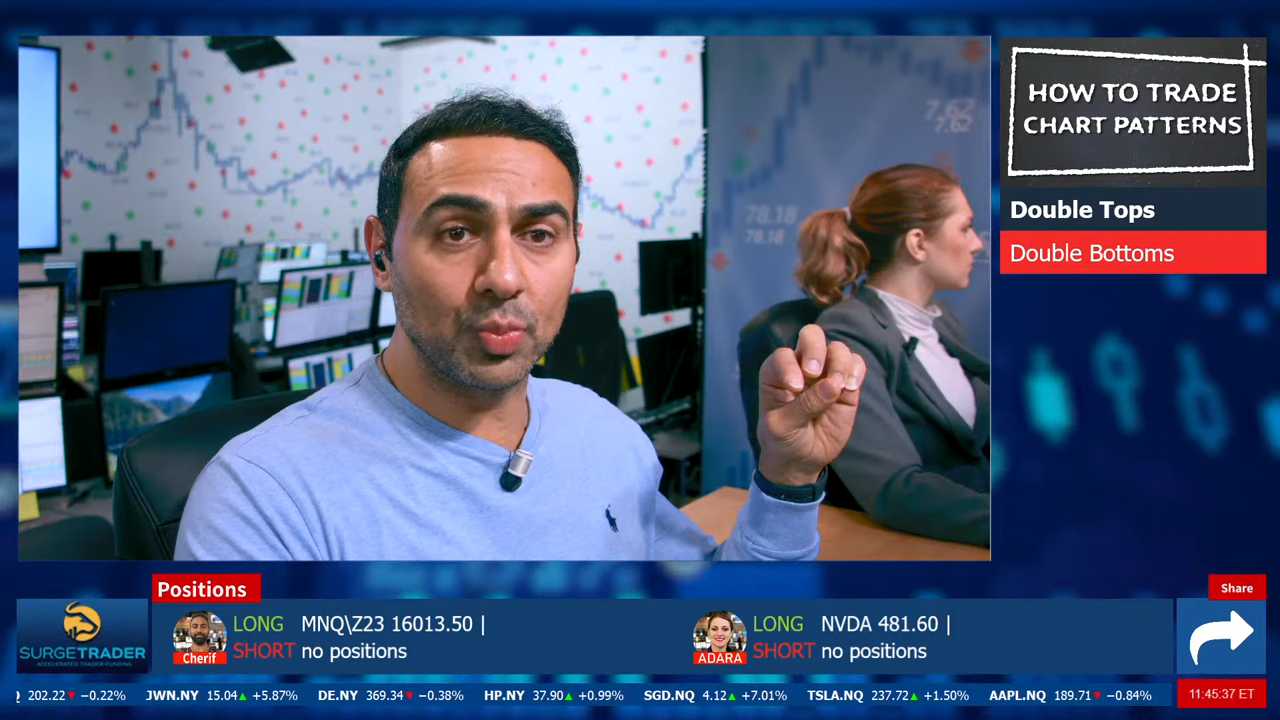 HOW TO TRADE
CHART PATTERNS
Double Tops
Double Bottoms
7.62
7.62
78.18
78.18
Positions
Share
SURGETRADER
ACCELERATED TRADER FUNDING
LONG MNQ\Z23 16013.50 |
SHORT no positions
Cherif
LONG NVDA 481.60 |
SHORT no positions
ADARA
202.22▼ −0.22% JWN.NY 15.04▲ +5.87% DE.NY 369.34▼ −0.38% HP.NY 37.90▲ +0.99% SGD.NQ 4.12▲ +7.01% TSLA.NQ 237.72▲ +1.50% AAPL.NQ 189.71▼ −0.84%
11:45:37 ET